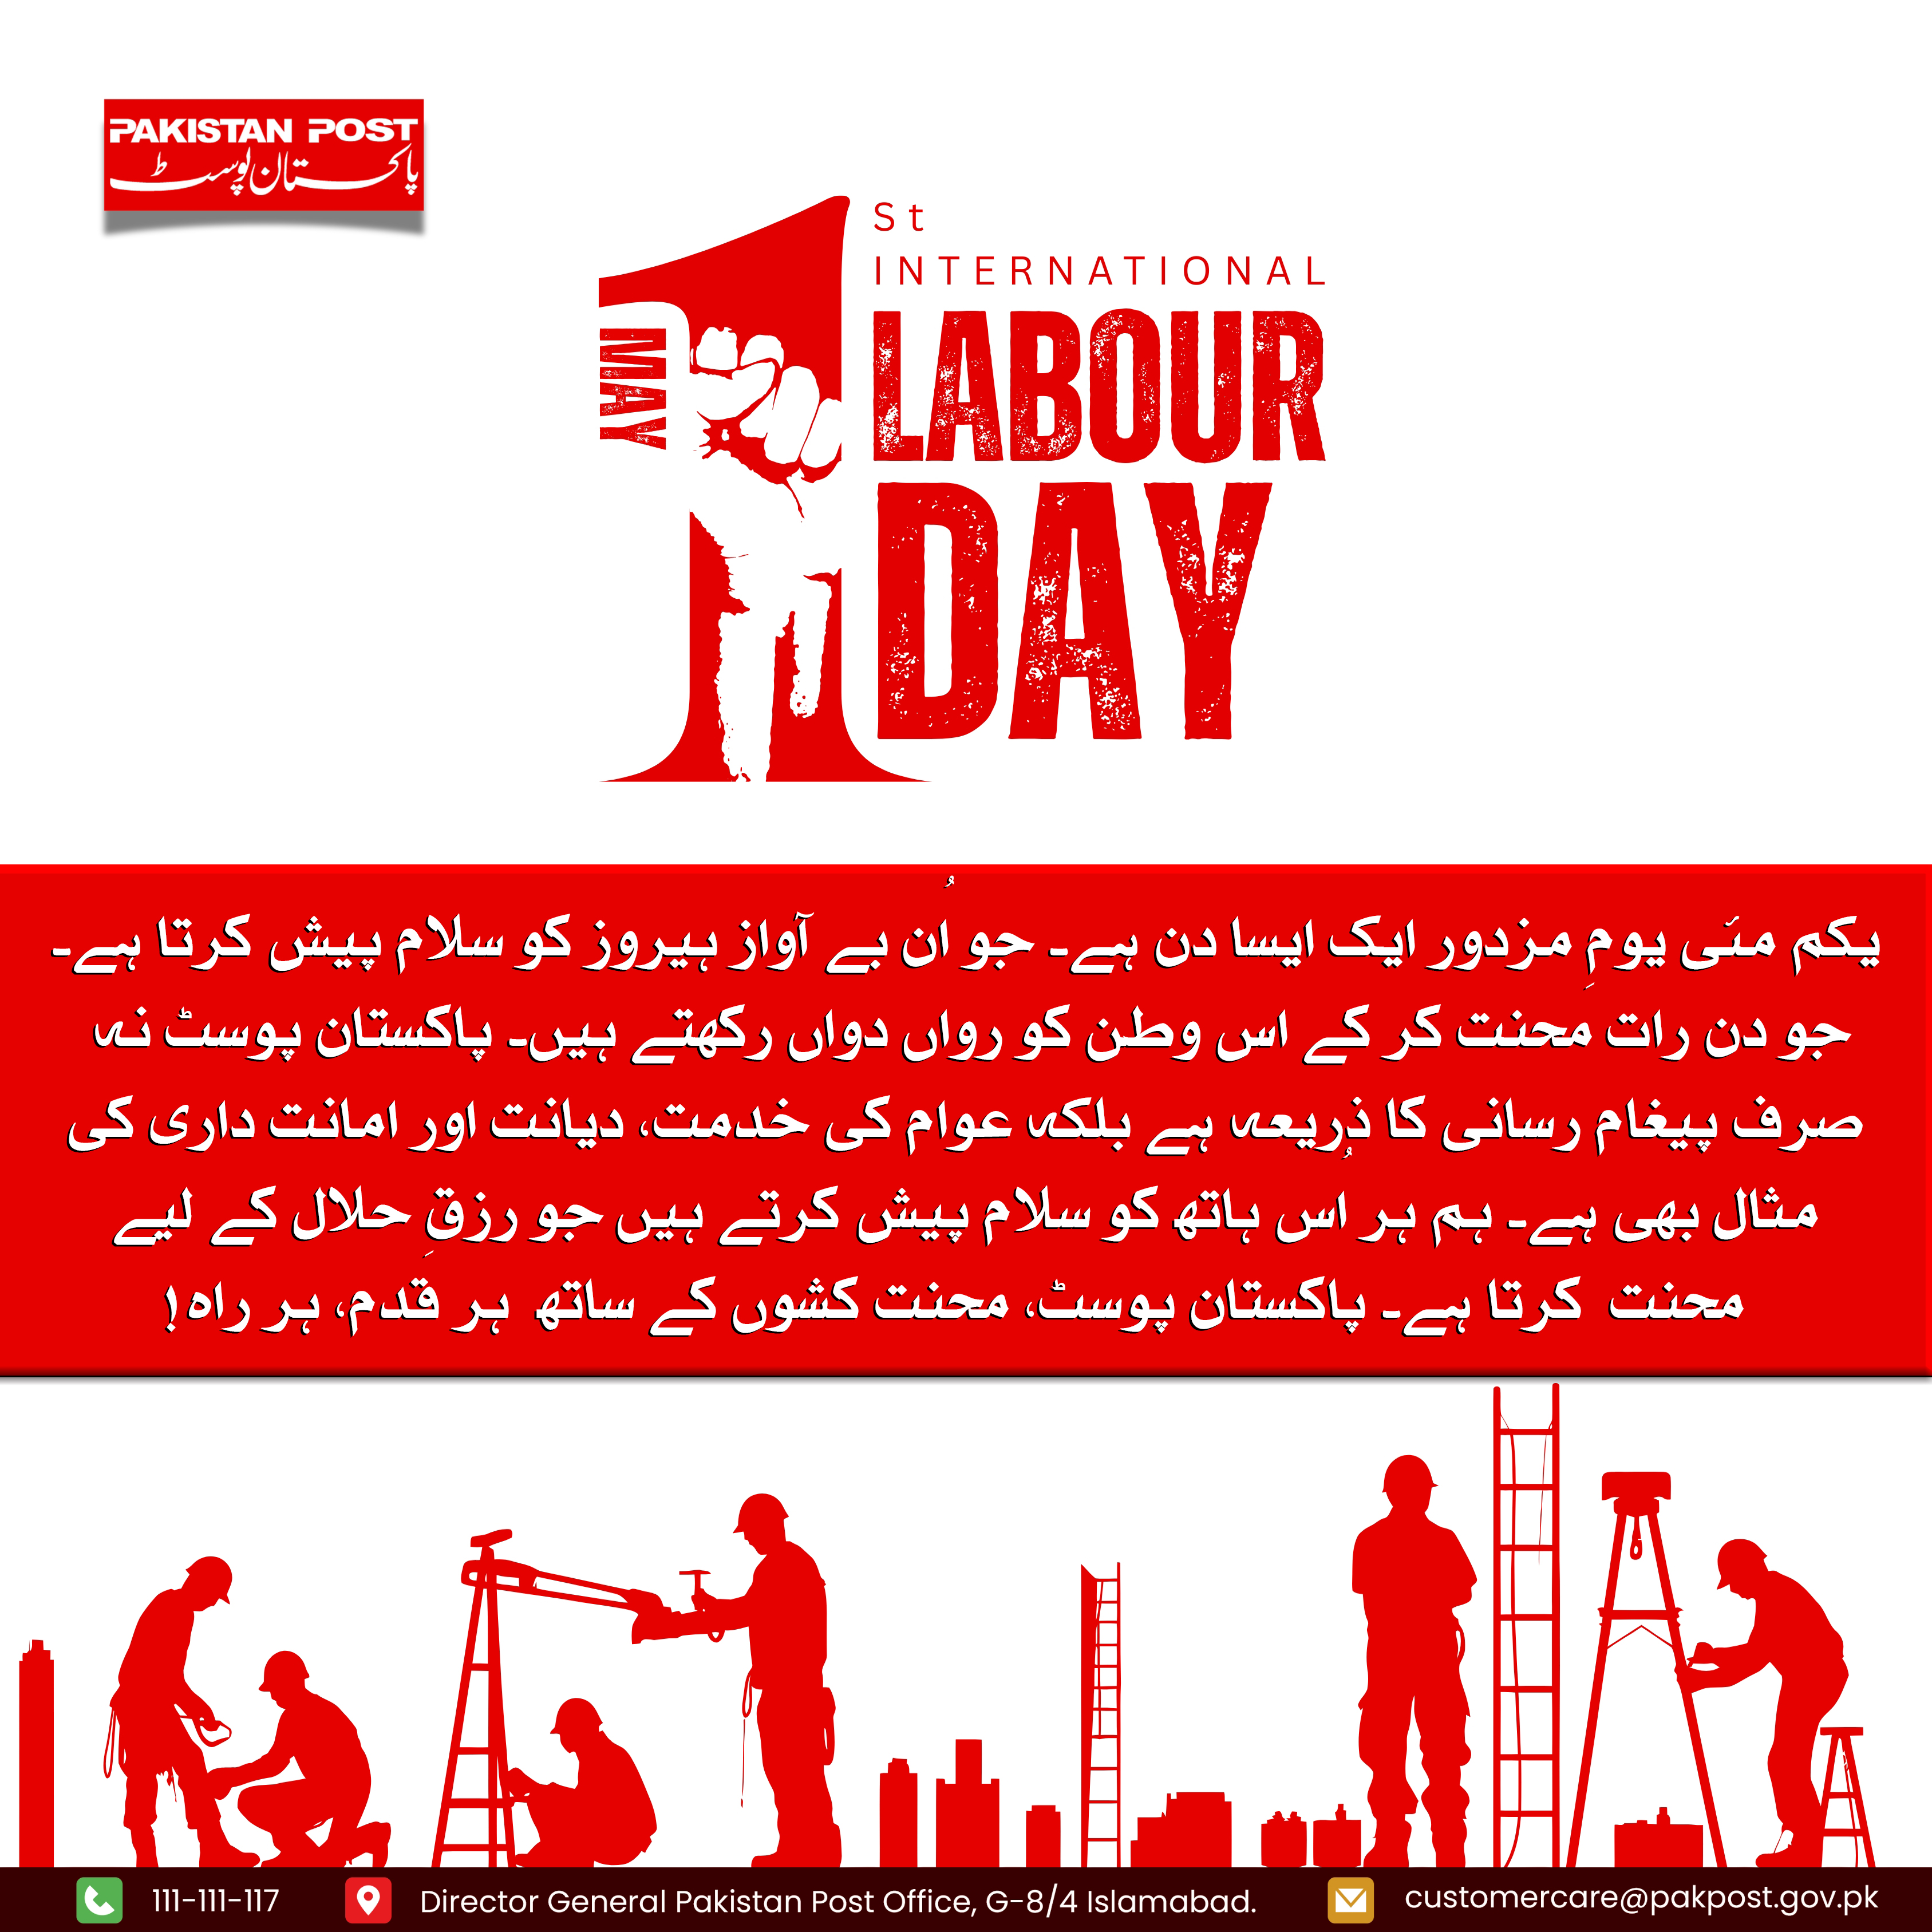 PAKISTAN POST
پاکستان پوسٹ
1
St
INTERNATIONAL
MAY
LABOUR
DAY
یکم مئی یومِ مزدور ایک ایسا دن ہے۔ جو اُن بے آواز ہیروز کو سلام پیش کرتا ہے۔
جو دن رات محنت کر کے اس وطن کو رواں دواں رکھتے ہیں۔ پاکستان پوسٹ نہ
صرف پیغام رسانی کا ذریعہ ہے بلکہ عوام کی خدمت، دیانت اور امانت داری کی
مثال بھی ہے۔ ہم ہر اُس ہاتھ کو سلام پیش کرتے ہیں جو رزقِ حلال کے لیے
محنت کرتا ہے۔ پاکستان پوسٹ، محنت کشوں کے ساتھ ہر قدم، ہر راہ!
111-111-117
Director General Pakistan Post Office, G-8/4 Islamabad.
customercare@pakpost.gov.pk